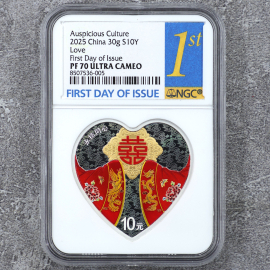 Auspicious Culture
2025 China 30g S10Y
Love
First Day of Issue
PF 70 ULTRA CAMEO
8507536-005
1st
FIRST DAY OF ISSUE
NGC
囍
10元